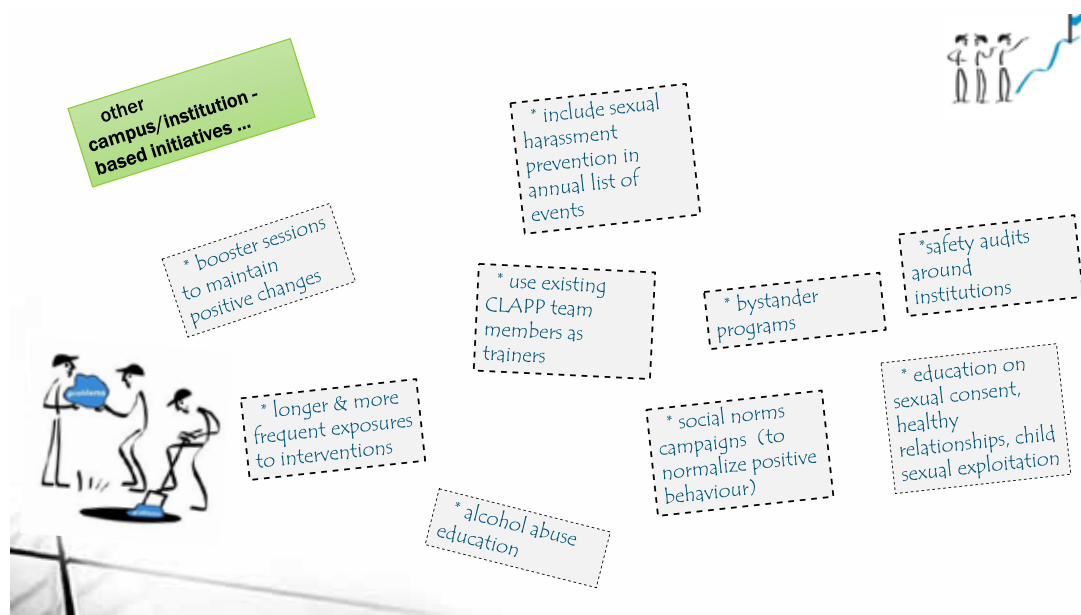 other
campus/institution -
based initiatives ...
* include sexual
harassment
prevention in
annual list of
events
* booster sessions
to maintain
positive changes
* use existing
CLAPP team
members as
trainers
* bystander
programs
*safety audits
around
institutions
* longer & more
frequent exposures
to interventions
* social norms
campaigns (to
normalize positive
behaviour)
* education on
sexual consent,
healthy
relationships, child
sexual exploitation
* alcohol abuse
education
problems